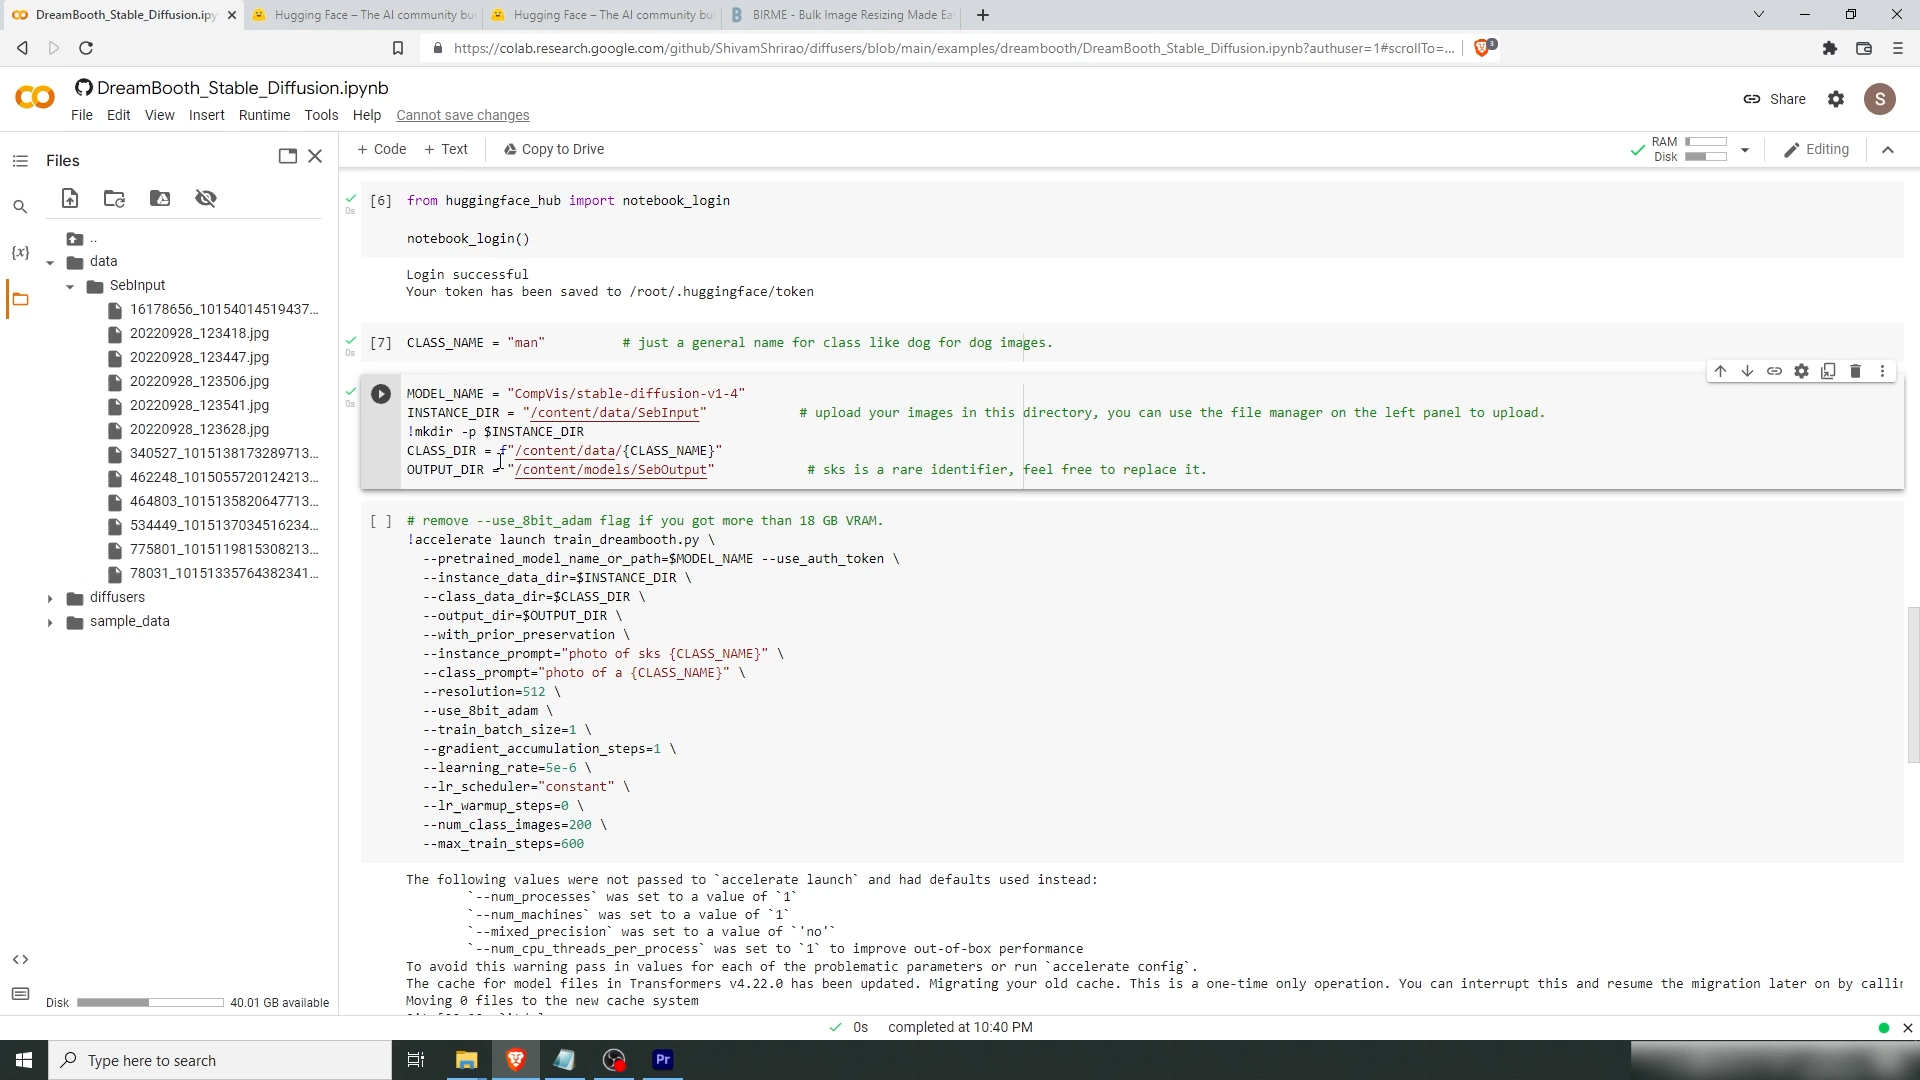 DreamBooth_Stable_Diffusion.ipy
Hugging Face – The AI community bu
Hugging Face – The AI community bu
BIRME - Bulk Image Resizing Made Ea
https://colab.research.google.com/github/ShivamShrirao/diffusers/blob/main/examples/dreambooth/DreamBooth_Stable_Diffusion.ipynb?authuser=1#scrollTo=...
3
CO
DreamBooth_Stable_Diffusion.ipynb
File Edit View Insert Runtime Tools Help Cannot save changes
Share
S
Files
+ Code + Text Copy to Drive
RAM
Disk
Editing
{x}
..
data
SebInput
16178656_10154014519437...
20220928_123418.jpg
20220928_123447.jpg
20220928_123506.jpg
20220928_123541.jpg
20220928_123628.jpg
340527_1015138173289713...
462248_1015055720124213...
464803_1015135820647713...
534449_1015137034516234...
775801_1015119815308213...
78031_10151335764382341...
diffusers
sample_data
Disk 40.01 GB available
0s
[6] from huggingface_hub import notebook_login
notebook_login()
Login successful
Your token has been saved to /root/.huggingface/token
0s
[7] CLASS_NAME = "man" # just a general name for class like dog for dog images.
0s
MODEL_NAME = "CompVis/stable-diffusion-v1-4"
INSTANCE_DIR = "/content/data/SebInput" # upload your images in this directory, you can use the file manager on the left panel to upload.
!mkdir -p $INSTANCE_DIR
CLASS_DIR = f"/content/data/{CLASS_NAME}"
OUTPUT_DIR = "/content/models/SebOutput" # sks is a rare identifier, feel free to replace it.
[ ] # remove --use_8bit_adam flag if you got more than 18 GB VRAM.
!accelerate launch train_dreambooth.py \
--pretrained_model_name_or_path=$MODEL_NAME --use_auth_token \
--instance_data_dir=$INSTANCE_DIR \
--class_data_dir=$CLASS_DIR \
--output_dir=$OUTPUT_DIR \
--with_prior_preservation \
--instance_prompt="photo of sks {CLASS_NAME}" \
--class_prompt="photo of a {CLASS_NAME}" \
--resolution=512 \
--use_8bit_adam \
--train_batch_size=1 \
--gradient_accumulation_steps=1 \
--learning_rate=5e-6 \
--lr_scheduler="constant" \
--lr_warmup_steps=0 \
--num_class_images=200 \
--max_train_steps=600
The following values were not passed to `accelerate launch` and had defaults used instead:
`--num_processes` was set to a value of `1`
`--num_machines` was set to a value of `1`
`--mixed_precision` was set to a value of `'no'`
`--num_cpu_threads_per_process` was set to `1` to improve out-of-box performance
To avoid this warning pass in values for each of the problematic parameters or run `accelerate config`.
The cache for model files in Transformers v4.22.0 has been updated. Migrating your old cache. This is a one-time only operation. You can interrupt this and resume the migration later on by callin
Moving 0 files to the new cache system
0s completed at 10:40 PM
Type here to search
Pr